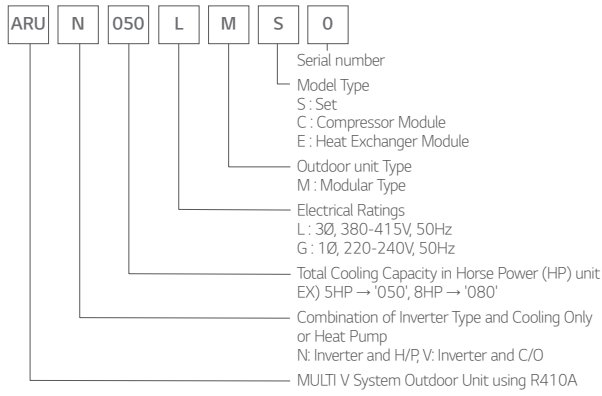 ARU N 050 L M S 0
Serial number
Model Type
S : Set
C : Compressor Module
E : Heat Exchanger Module
Outdoor unit Type
M : Modular Type
Electrical Ratings
L : 3Ø, 380-415V, 50Hz
G : 1Ø, 220-240V, 50Hz
Total Cooling Capacity in Horse Power (HP) unit
EX) 5HP → '050', 8HP → '080'
Combination of Inverter Type and Cooling Only
or Heat Pump
N: Inverter and H/P, V: Inverter and C/O
MULTI V System Outdoor Unit using R410A